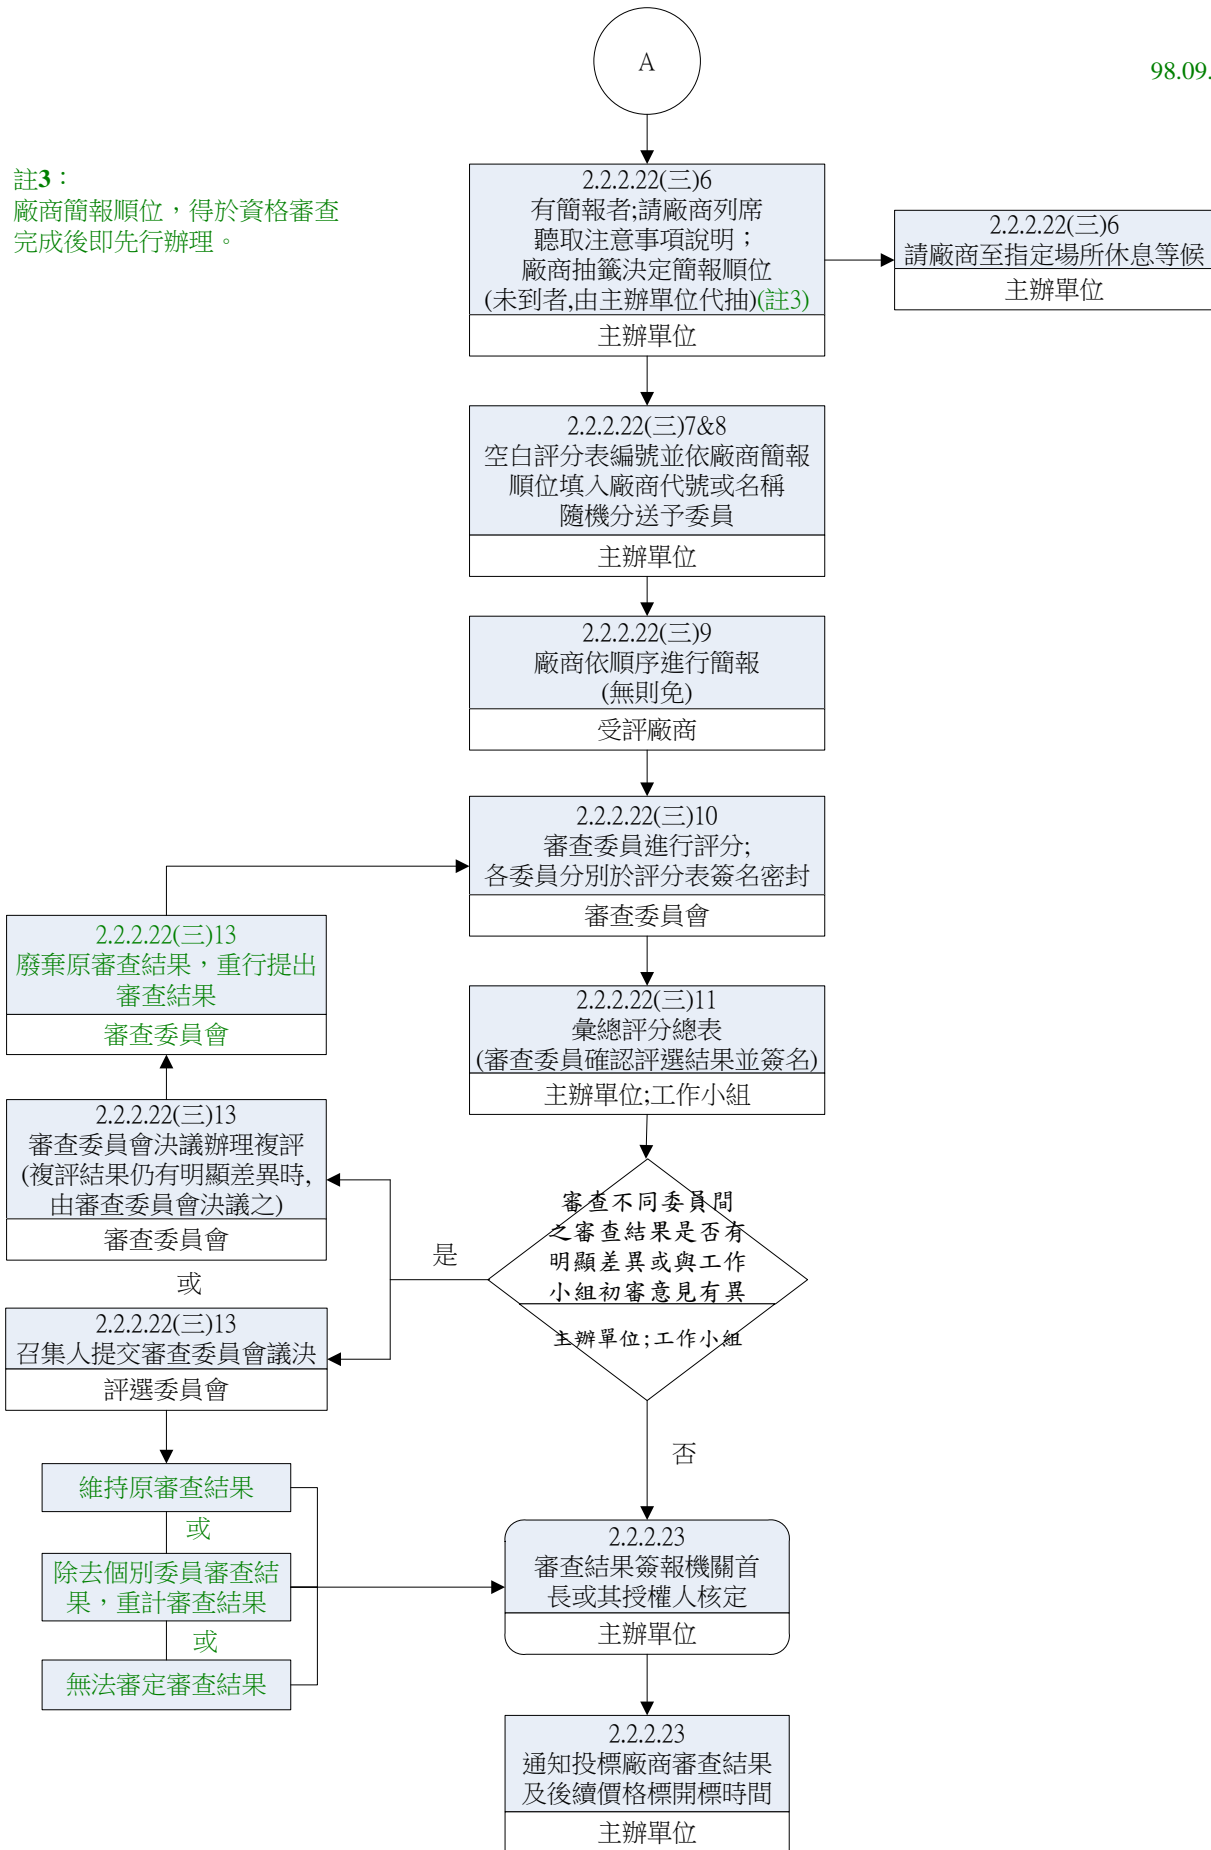 A
98.09.
註3：
廠商簡報順位，得於資格審查
完成後即先行辦理。
2.2.2.22(三)6
有簡報者;請廠商列席
聽取注意事項說明；
廠商抽籤決定簡報順位
(未到者,由主辦單位代抽)(註3)
主辦單位
2.2.2.22(三)6
請廠商至指定場所休息等候
主辦單位
2.2.2.22(三)7&8
空白評分表編號並依廠商簡報
順位填入廠商代號或名稱
隨機分送予委員
主辦單位
2.2.2.22(三)9
廠商依順序進行簡報
(無則免)
受評廠商
2.2.2.22(三)10
審查委員進行評分;
各委員分別於評分表簽名密封
審查委員會
2.2.2.22(三)13
廢棄原審查結果，重行提出
審查結果
審查委員會
2.2.2.22(三)11
彙總評分總表
(審查委員確認評選結果並簽名)
主辦單位;工作小組
2.2.2.22(三)13
審查委員會決議辦理複評
(複評結果仍有明顯差異時,
由審查委員會決議之)
審查委員會
審查不同委員間
之審查結果是否有
明顯差異或與工作
小組初審意見有異
主辦單位;工作小組
是
或
2.2.2.22(三)13
召集人提交審查委員會議決
評選委員會
否
維持原審查結果
或
除去個別委員審查結
果，重計審查結果
或
無法審定審查結果
2.2.2.23
審查結果簽報機關首
長或其授權人核定
主辦單位
2.2.2.23
通知投標廠商審查結果
及後續價格標開標時間
主辦單位